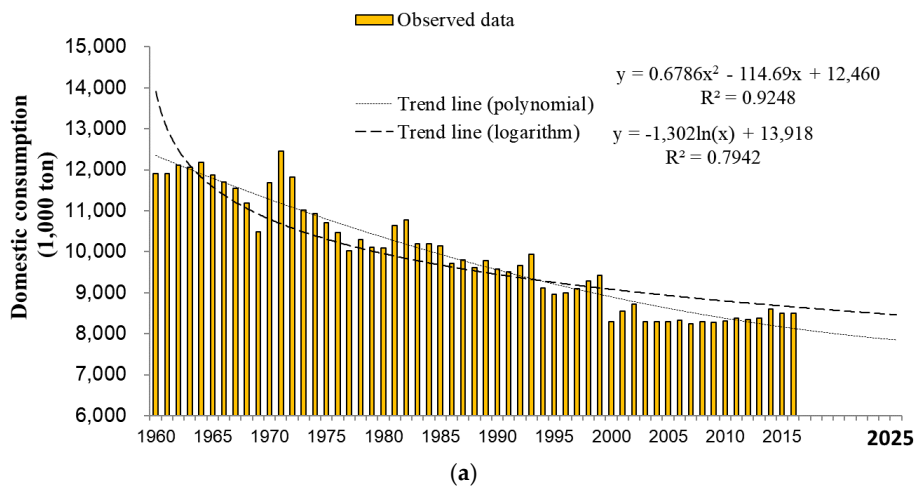 Observed data
15,000
14,000
13,000
12,000
11,000
10,000
9,000
8,000
7,000
6,000
Domestic consumption
(1,000 ton)
y = 0.6786x² - 114.69x + 12,460
R² = 0.9248
Trend line (polynomial)
Trend line (logarithm)
y = -1,302ln(x) + 13,918
R² = 0.7942
1960 1965 1970 1975 1980 1985 1990 1995 2000 2005 2010 2015 2025
(a)